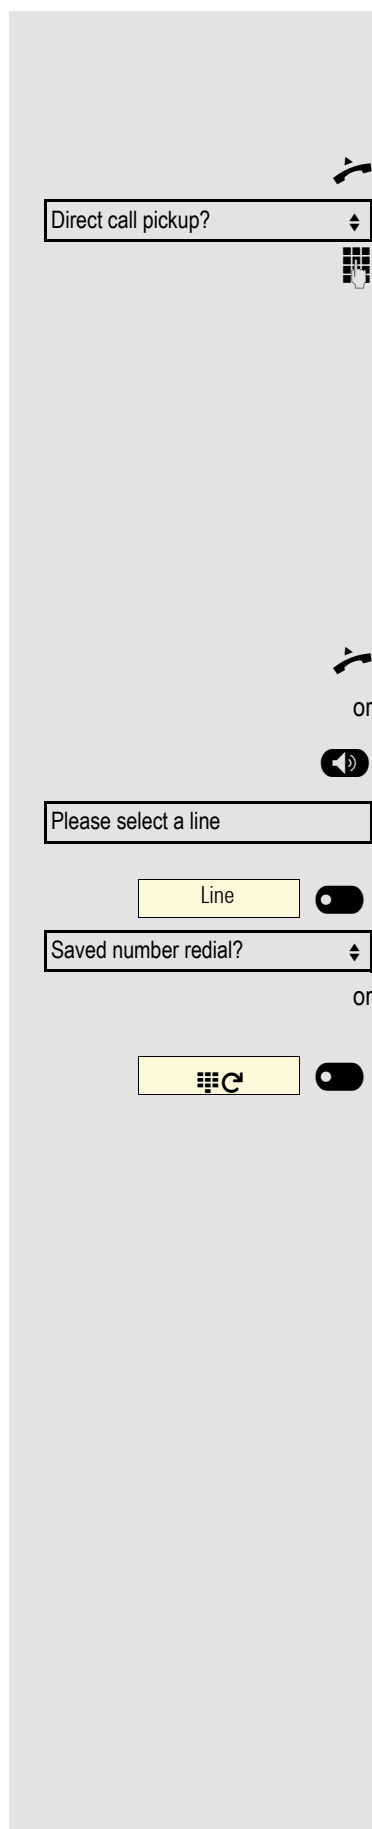 Direct call pickup?
or
Please select a line
Line
Saved number redial?
or